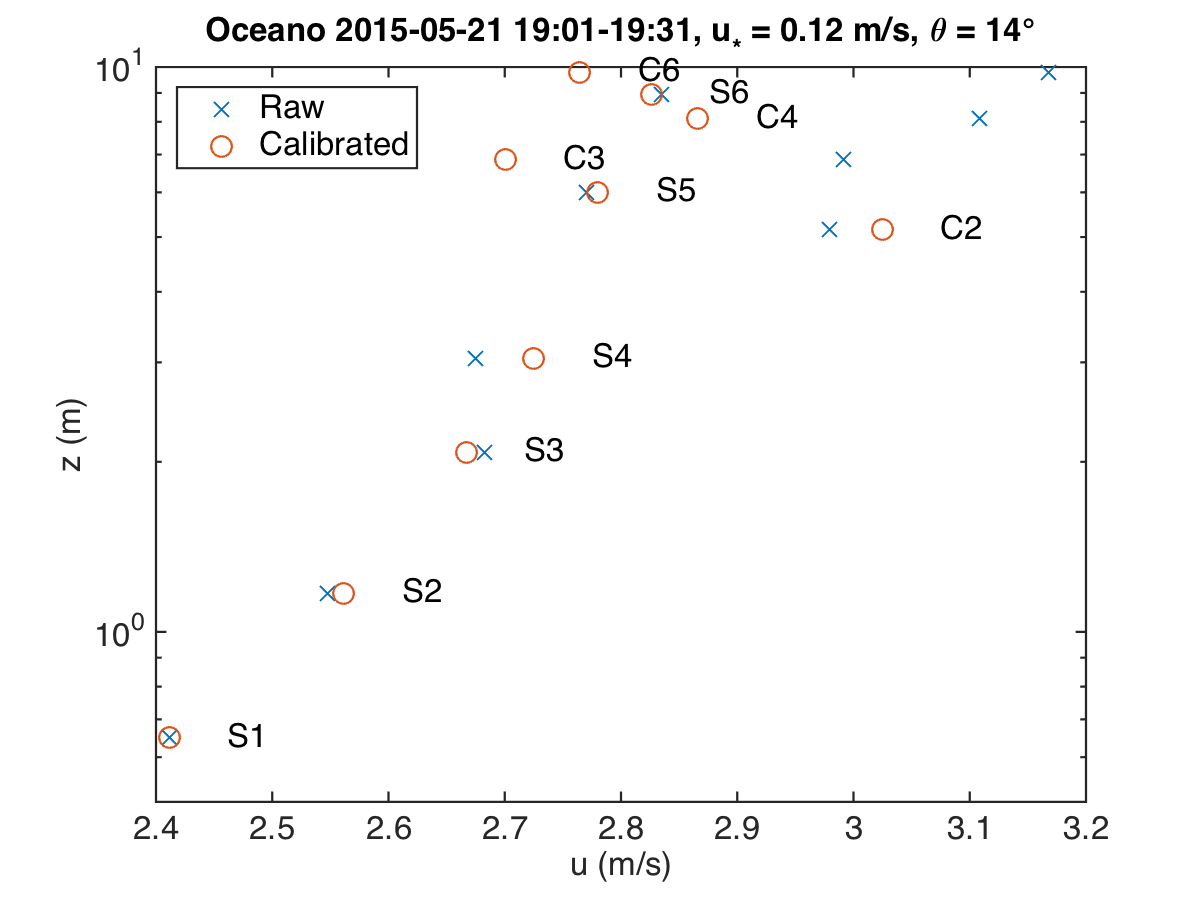 Oceano 2015-05-21 19:01-19:31, u* = 0.12 m/s, θ = 14°
10^1
Raw
Calibrated
C6
S6
C4
C3
S5
C2
S4
S3
z (m)
10^0
S2
S1
2.4 2.5 2.6 2.7 2.8 2.9 3 3.1 3.2
u (m/s)